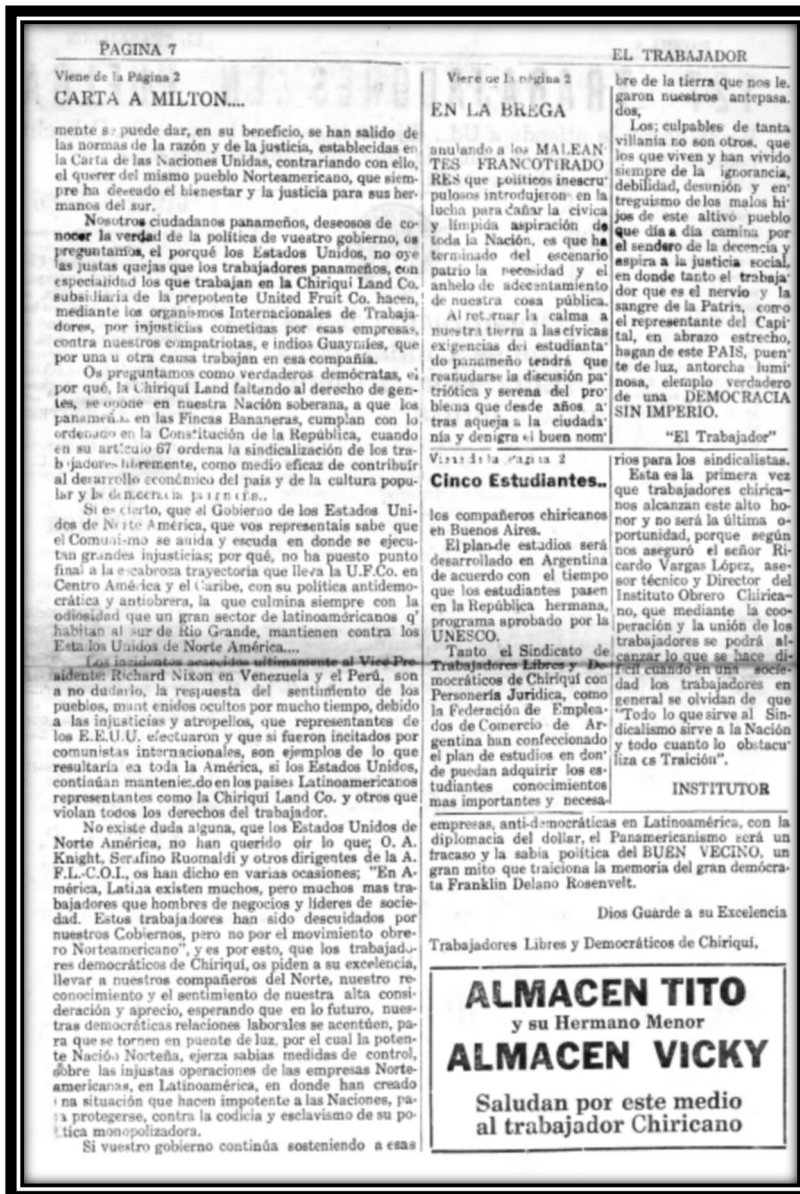 PAGINA 7
EL TRABAJADOR
Viene de la Página 2
CARTA A MILTON....
mente se puede dar, en su beneficio, se han salido de
las normas de la razón y de la justicia, establecidas en
la Carta de las Naciones Unidas, contrariando con ello,
el querer del mismo pueblo Norteamericano, que siem-
pre ha deseado el bienestar y la justicia para sus her-
manos del sur.
Nosotros ciudadanos panameños, deseosos de co-
nocer la verdad de la política de vuestro gobierno, os
preguntamos, el porqué los Estados Unidos, no oye
las justas quejas que los trabajadores panameños, con
especialidad los que trabajan en la Chiriqui Land Co.
subsidiaria de la prepotente United Fruit Co. hacen,
mediante los organismos Internacionales de Trabaja-
dores, por injusticias cometidas por esas empresas,
contra nuestros compatriotas, e indios Guaymíes, que
por una u otra causa trabajan en esa compañía.
Os preguntamos como verdaderos demócratas, el
por qué, la Chiriquí Land faltando al derecho de gen-
tes, se opone en nuestra Nación soberana, a que los
panameños en las Fincas Bananeras, cumplan con lo
ordenado en la Constitución de la República, cuando
en su artículo 67 ordena la sindicalización de los tra-
bajadores libremente, como medio eficaz de contribuír
al desarrollo económico del país y de la cultura popu-
lar y la democracia
Si es cierto, que el Gobierno de los Estados Uni-
dos de Norte América, que vos representais sabe que
el Comunismo se anida y escuda en donde se ejecu-
tan grandes injusticias; por qué, no ha puesto punto
final a la escabroza trayectoria que lleva la U.F.Co. en
Centro América y el Caribe, con su política antidemo-
crática y antiobrera, la que culmina siempre con la
odiosidad que un gran sector de latinoaméricanos q'
habitan al sur de Rio Grande, mantienen contra los
Estados Unidos de Norte América....
Los incidentes acaecidos ultimamente al Vice-Pre-
sidente: Richard Nixon en Venezuela y el Perú, son
a no dudarlo, la respuesta del sentimiento de los
pueblos, mantenidos ocultos por mucho tiempo, debido
a las injusticias y atropellos, que representantes de
los E.E.U.U. efectuaron y que si fueron incitados por
comunistas internacionales, son ejemplos de lo que
resultaría en toda la América, si los Estados Unidos,
continúan manteniendo en los paises Latinoamericanos
representantes como la Chiriquí Land Co. y otros que
violan todos los derechos del trabajador.
No existe duda alguna, que los Estados Unidos de
Norte América, no han querido oir lo que; O. A.
Knight, Serafino Ruomaldi y otros dirigentes de la A.
F.L.-C.O.I., os han dicho en varias ocasiones; "En A-
mérica, Latina existen muchos, pero muchos mas tra-
bajadores que hombres de negocios y líderes de socie-
dad. Estos trabajadores han sido descuidados por
nuestros Gobiernos, pero no por el movimiento obre-
ro Norteamericano", y es por esto, que los trabajado-
res democráticos de Chiriquí, os piden a su excelencia,
llevar a nuestros compañeros del Norte, nuestro re-
conocimiento y el sentimiento de nuestra alta consi-
deración y aprecio, esperando que en lo futuro, nues-
tras democráticas relaciones laborales se acentúen, pa-
ra que se tornen en puente de luz, por el cual la poten-
te Nación Norteña, ejerza sabias medidas de control,
sobre las injustas operaciones de las empresas Norte-
americanas, en Latinoamérica, en donde han creado
una situación que hacen impotente a las Naciones, pa-
ra protegerse, contra la codicia y esclavismo de su po-
lítica monopolizadora.
Si vuestro gobierno continúa sosteniendo a esas
Viere de la página 2
EN LA BREGA
anulando a los MALEAN
TES FRANCOTIRADO
RES que políticos inescru
pulosos introdujeron en la
lucha para dañar la cívica
y límpida aspiración de
toda la Nación, es que ha
terminado del escenario
patrio la necesidad y el
anhelo de adecentamiento
de nuestra cosa pública.
Al retornar la calma a
nuestra tierra a las cívicas
exigencias del estudianta-
do panameño tendrá que
reanudarse la discusión pa-
triótica y serena del pro-
blema que desde años a-
tras aqueja a la ciudada-
nía y denigra el buen nom-
bre de la tierra que nos le.
garon nuestros antepasa.
dos,
Los; culpables de tanta
villanía no son otros, que
los que viven y han vivido
siempre de la ignorancia,
debilidad, desunión y en-
treguismo de los malos hi-
jos de este altivo pueblo
que día a día camina por
el sendero de la decencia y
aspira a la justicia social,
en donde tanto el trabaja-
dor que es el nervio y la
sangre de la Patria, como
el representante del Capi-
tal, en abrazo estrecho,
hagan de este PAIS, puen-
te de luz, antorcha lumi-
nosa, elemplo verdadero
de una DEMOCRACIA
SIN IMPERIO.
"El Trabajador"
Viene de la Página 2
Cinco Estudiantes..
los compañeros chiricanos
en Buenos Aires.
El plan de estudios será
desarrollado en Argentina
de acuerdo con el tiempo
que los estudiantes pasen
en la República hermana,
programa aprobado por la
UNESCO.
Tanto el Sindicato de
Trabajadores Libres y De-
mocráticos de Chiriquí con
Personería Juridica, como
la Federación de Emplea-
dos de Comercio de Ar-
gentina han confeccionado
el plan de estudios en don-
de puedan adquirir los es-
tudiantes conocimientos
mas importantes y necesa-
rios para los sindicalistas.
Esta es la primera vez
que trabajadores chirica-
nos alcanzan este alto ho-
nor y no será la última o-
portunidad, porque según
nos aseguró el señor Ri-
cardo Vargas López, ase-
sor técnico y Director del
Instituto Obrero Chirica-
no, que mediante la coo-
peración y la unión de los
trabajadores se podrá al-
canzar lo que se hace di-
ficil cuando en una socie-
dad los trabajadores en
general se olvidan de que
"Todo lo que sirve al Sin-
dicalismo sirve a la Nación
y todo cuanto lo obstacu-
liza es Traición".
INSTITUTOR
empresas, anti-democráticas en Latinoamérica, con la
diplomacia del dollar, el Panamericanismo será un
fracaso y la sabia política del BUEN VECINO, un
gran mito que traiciona la memoria del gran demócra-
ta Franklin Delano Rosenvelt.
Dios Guarde a su Excelencia
Trabajadores Libres y Democráticos de Chiriquí,
ALMACEN TITO
y su Hermano Menor
ALMACEN VICKY
Saludan por este medio
al trabajador Chiricano